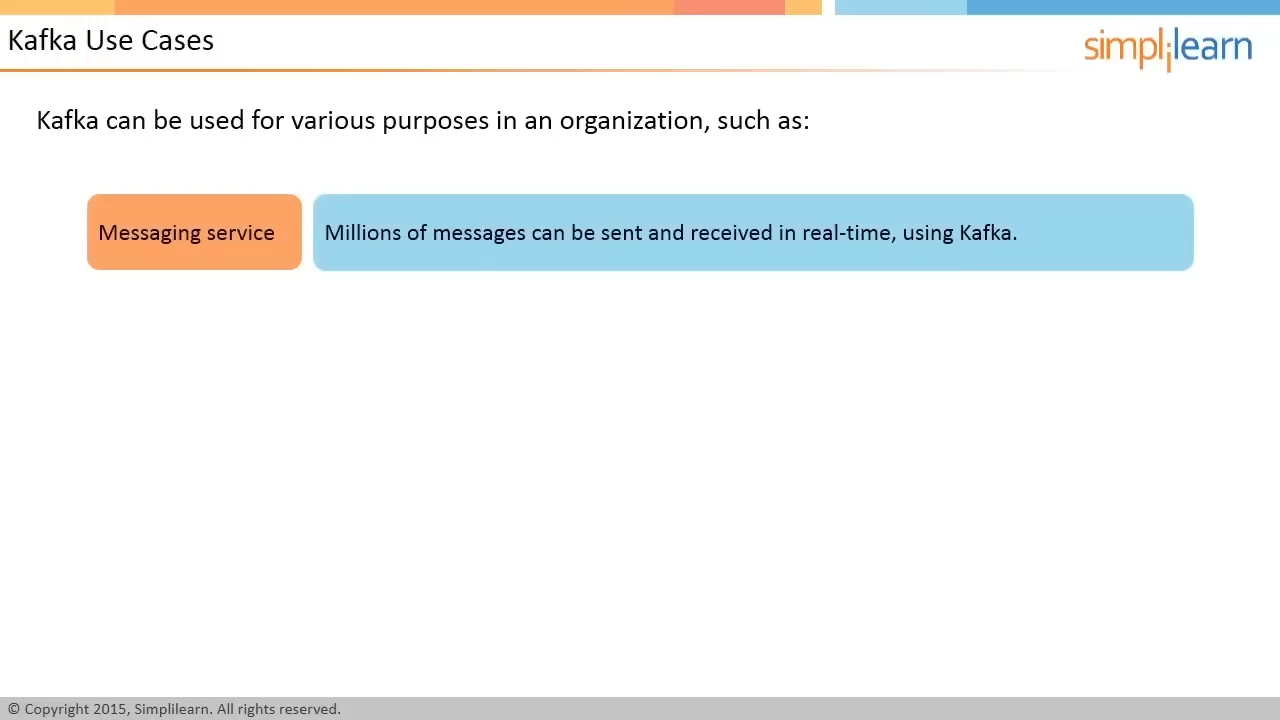 Kafka Use Cases
simplilearn
Kafka can be used for various purposes in an organization, such as:
Messaging service
Millions of messages can be sent and received in real-time, using Kafka.
© Copyright 2015, Simplilearn. All rights reserved.